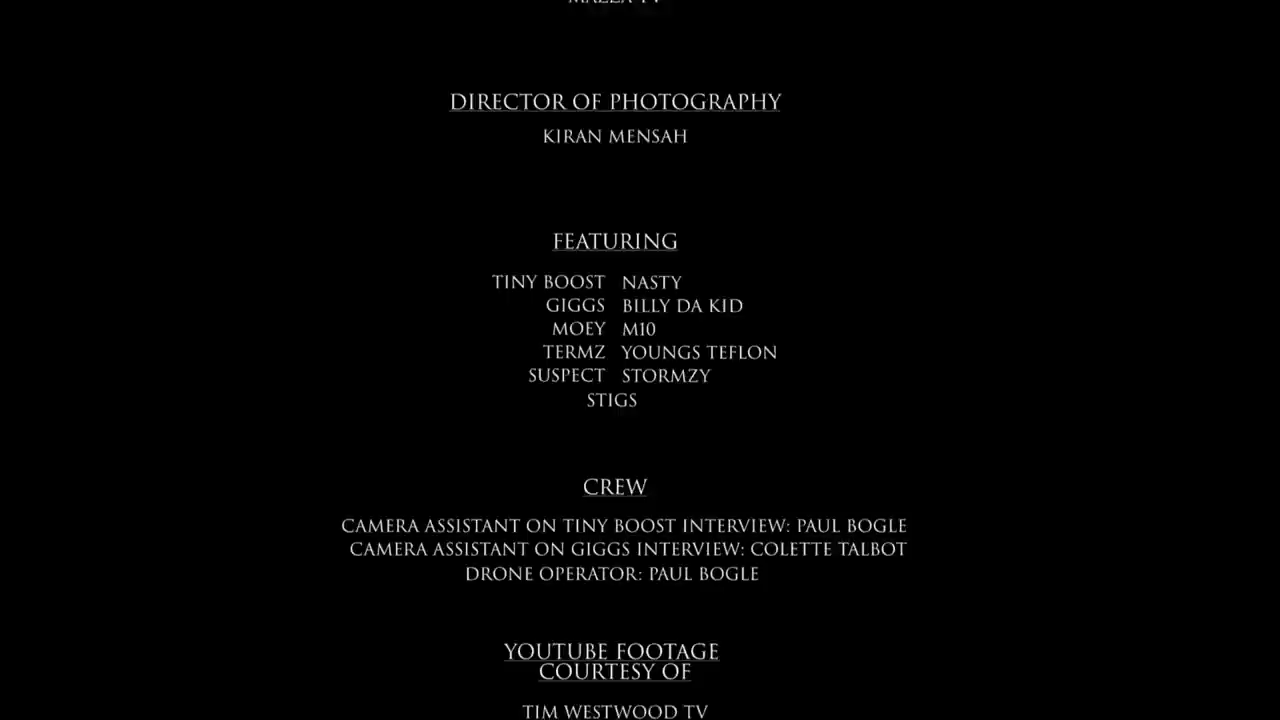 MAZZA TV
DIRECTOR OF PHOTOGRAPHY
KIRAN MENSAH
FEATURING
TINY BOOST NASTY
GIGGS BILLY DA KID
MOEY M10
TERMZ YOUNGS TEFLON
SUSPECT STORMZY
STIGS
CREW
CAMERA ASSISTANT ON TINY BOOST INTERVIEW: PAUL BOGLE
CAMERA ASSISTANT ON GIGGS INTERVIEW: COLETTE TALBOT
DRONE OPERATOR: PAUL BOGLE
YOUTUBE FOOTAGE
COURTESY OF
TIM WESTWOOD TV